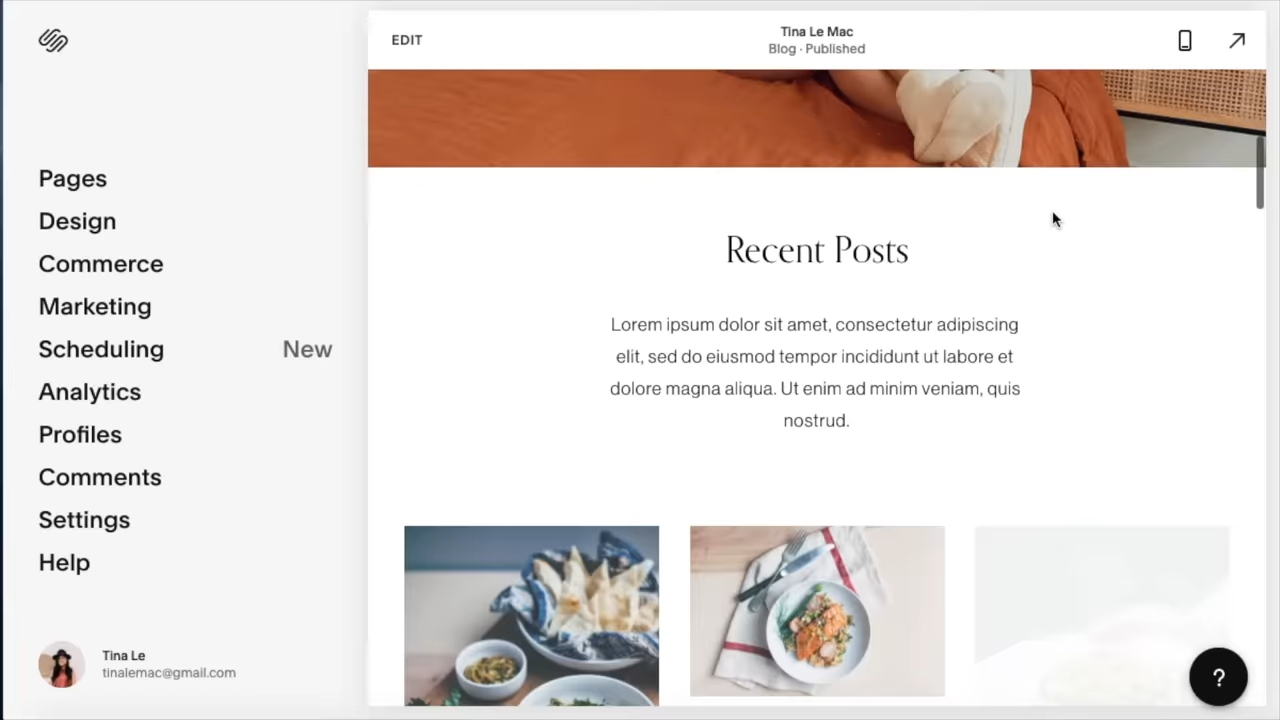 EDIT
Tina Le Mac
Blog · Published
Pages
Design
Commerce
Marketing
Scheduling New
Analytics
Profiles
Comments
Settings
Help
Tina Le
tinalemac@gmail.com
Recent Posts
Lorem ipsum dolor sit amet, consectetur adipiscing
elit, sed do eiusmod tempor incididunt ut labore et
dolore magna aliqua. Ut enim ad minim veniam, quis
nostrud.
?